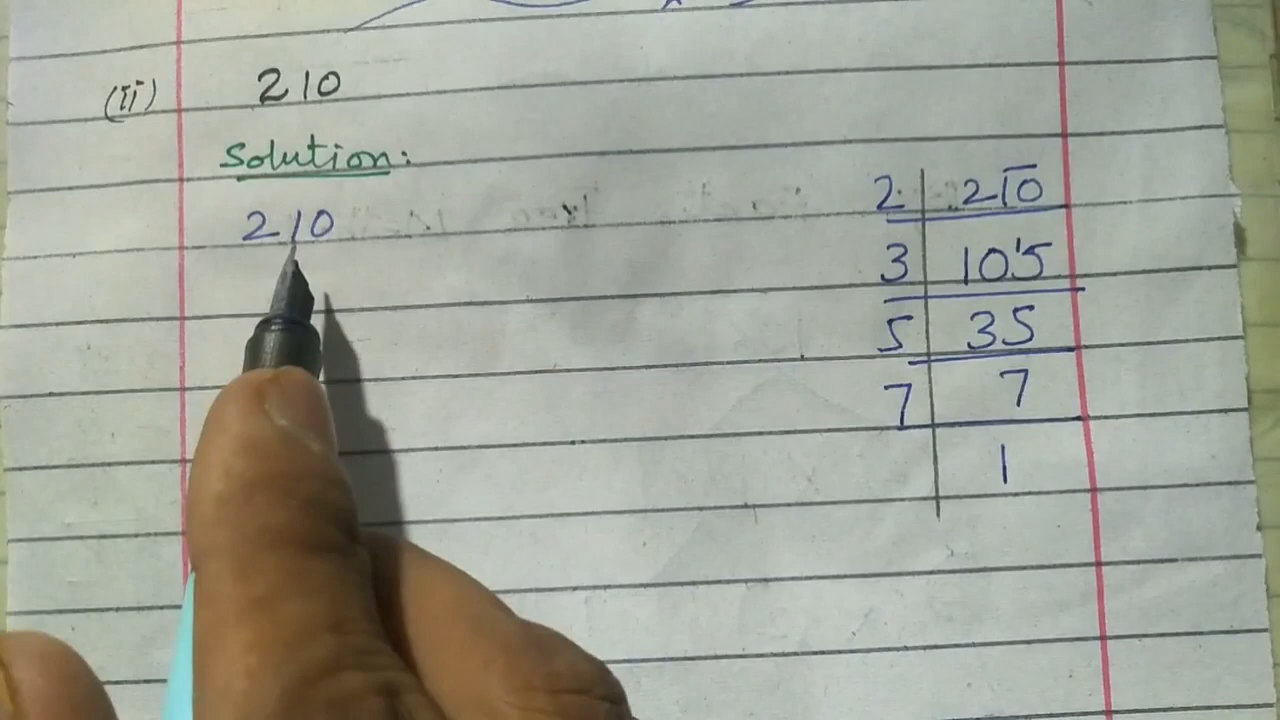 (ii) 210
Solution:
210
2 | 210
3 | 105
5 | 35
7 | 7
1